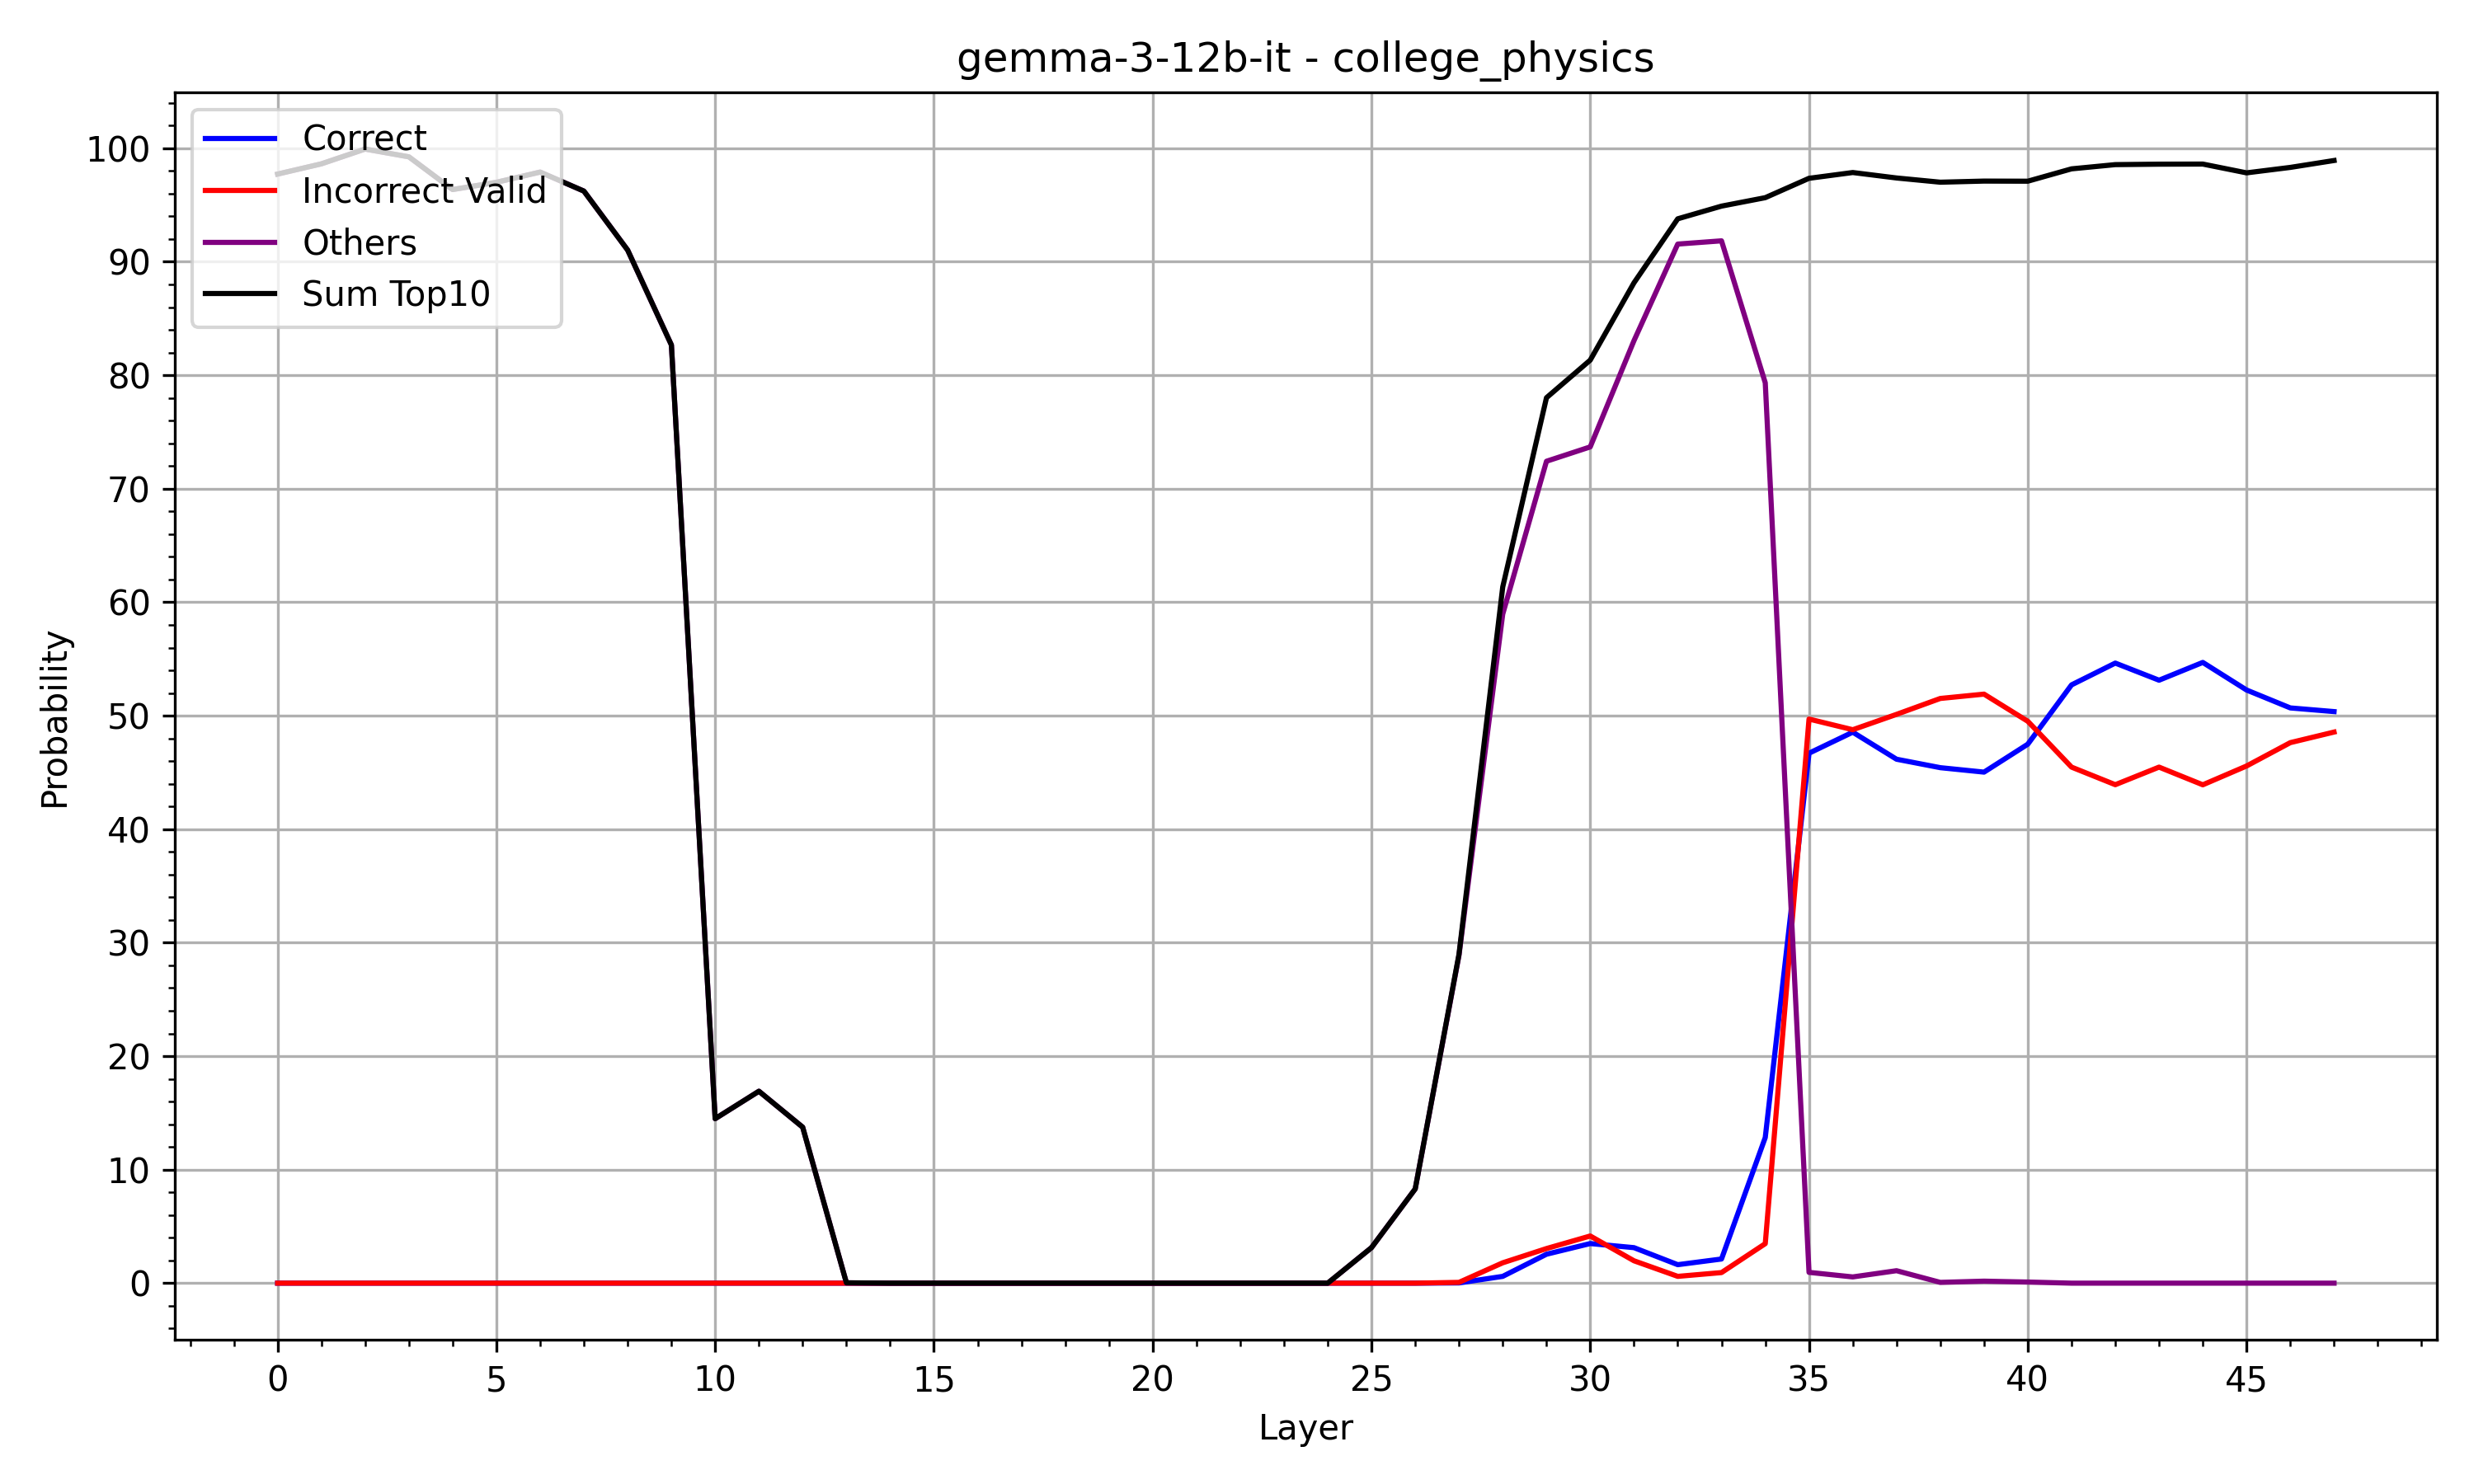 gemma-3-12b-it - college_physics
Correct
Incorrect Valid
Others
Sum Top10
100
90
80
70
60
50
40
30
20
10
0
Probability
0 5 10 15 20 25 30 35 40 45
Layer